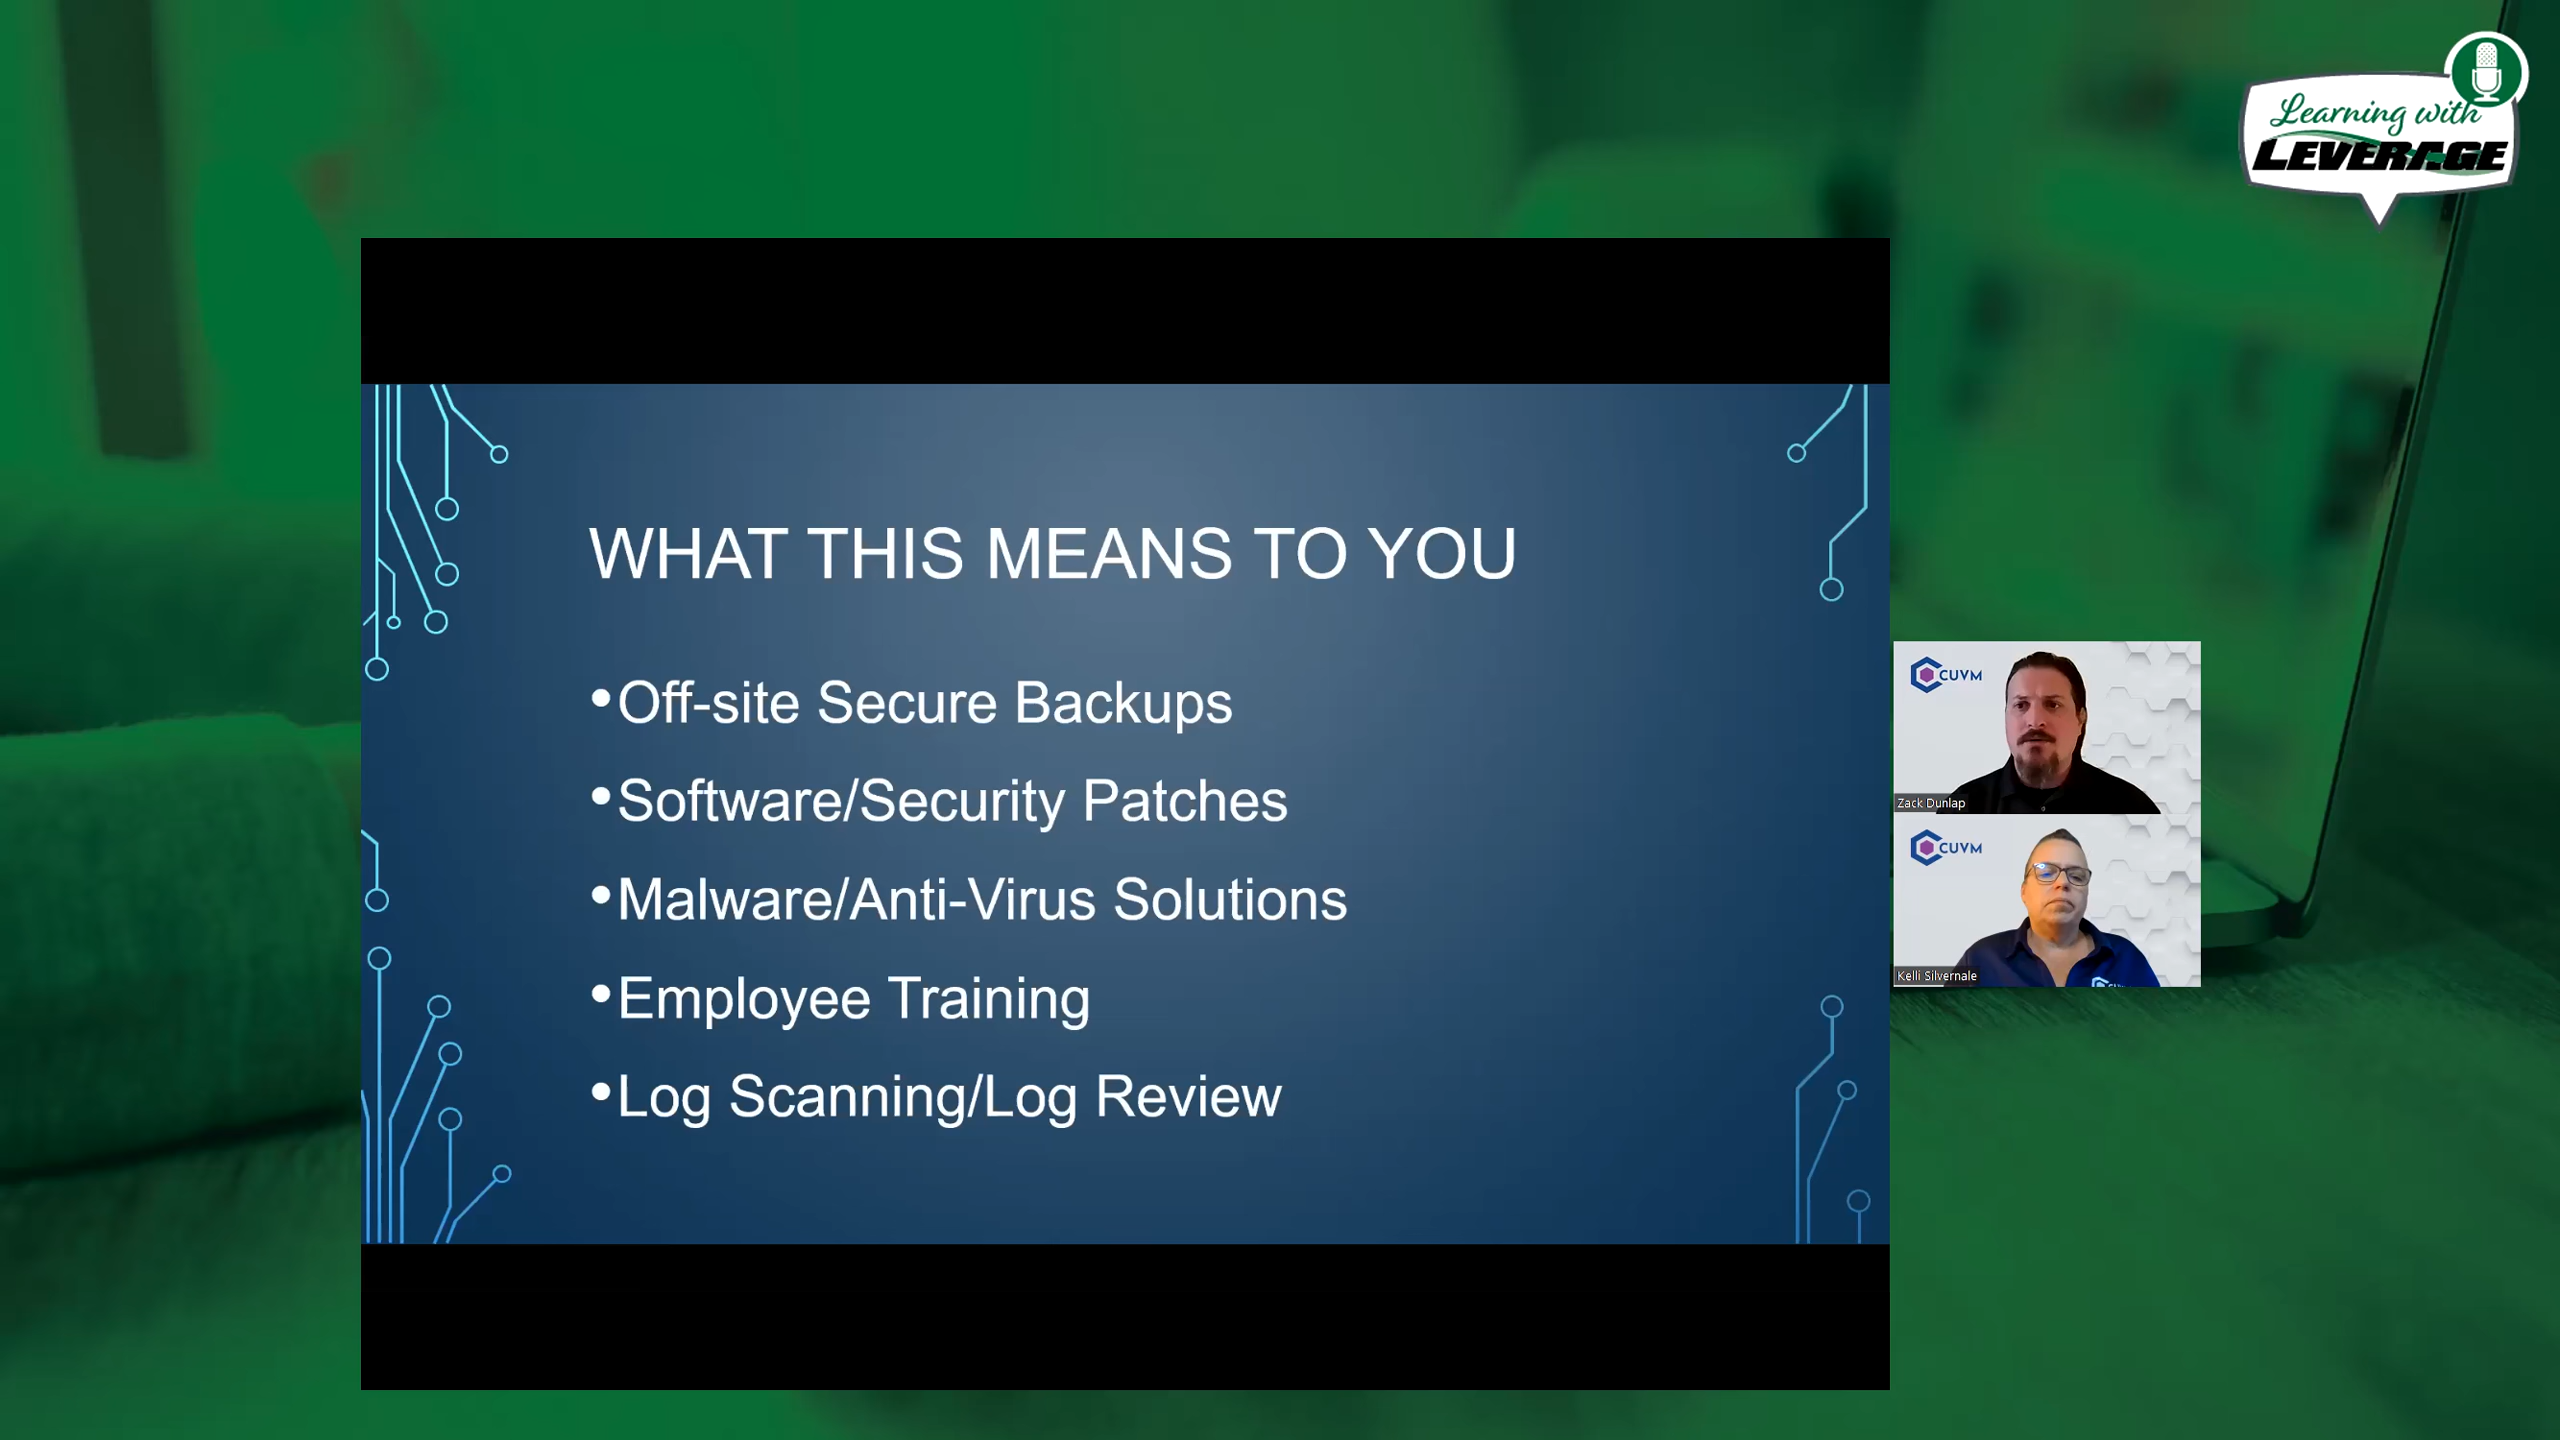 Learning with
LEVERAGE
WHAT THIS MEANS TO YOU
•Off-site Secure Backups
•Software/Security Patches
•Malware/Anti-Virus Solutions
•Employee Training
•Log Scanning/Log Review
CUVM
Zack Dunlap
CUVM
Kelli Silvernale